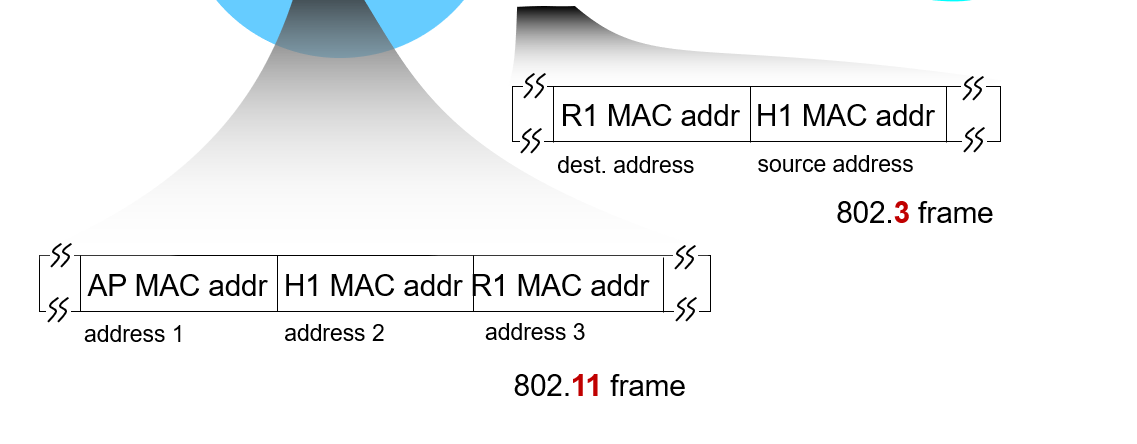 R1 MAC addr H1 MAC addr
dest. address source address
802.3 frame
AP MAC addr H1 MAC addr R1 MAC addr
address 1 address 2 address 3
802.11 frame